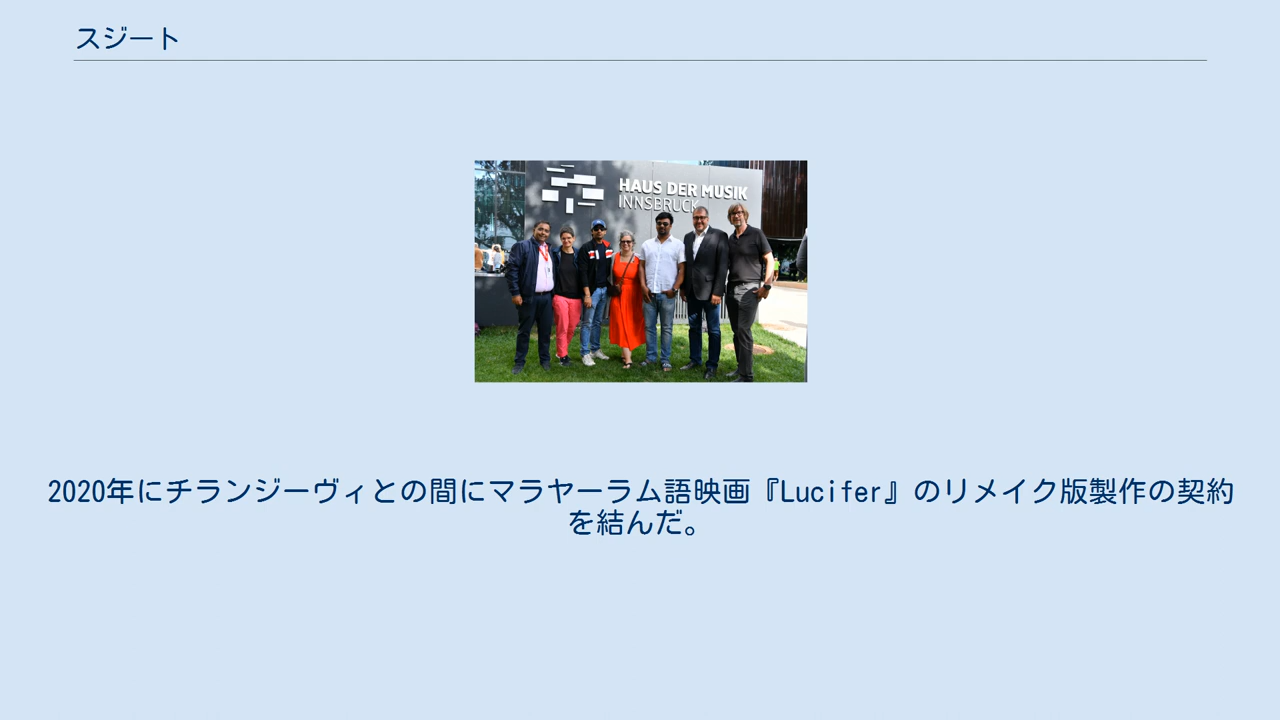 スジート
HAUS DER MUSIK
INNSBRUCK
2020年にチランジーヴィとの間にマラヤーラム語映画『Lucifer』のリメイク版製作の契約
を結んだ。